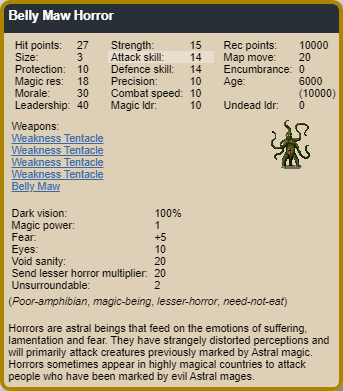 Belly Maw Horror
Hit points: 27 Strength: 15 Rec points: 10000
Size: 3 Attack skill: 14 Map move: 20
Protection: 10 Defence skill: 14 Encumbrance: 0
Magic res: 18 Precision: 10 Age: 6000
Morale: 30 Combat speed: 10 (10000)
Leadership: 40 Magic ldr: 10 Undead ldr: 0
Weapons:
Weakness Tentacle
Weakness Tentacle
Weakness Tentacle
Weakness Tentacle
Belly Maw
Dark vision: 100%
Magic power: 1
Fear: +5
Eyes: 10
Void sanity: 20
Send lesser horror multiplier: 20
Unsurroundable: 2
(Poor-amphibian, magic-being, lesser-horror, need-not-eat)
Horrors are astral beings that feed on the emotions of suffering,
lamentation and fear. They have strangely distorted perceptions and
will primarily attack creatures previously marked by Astral magic.
Horrors sometimes appear in highly magical countries to attack
people who have been marked by evil Astral mages.